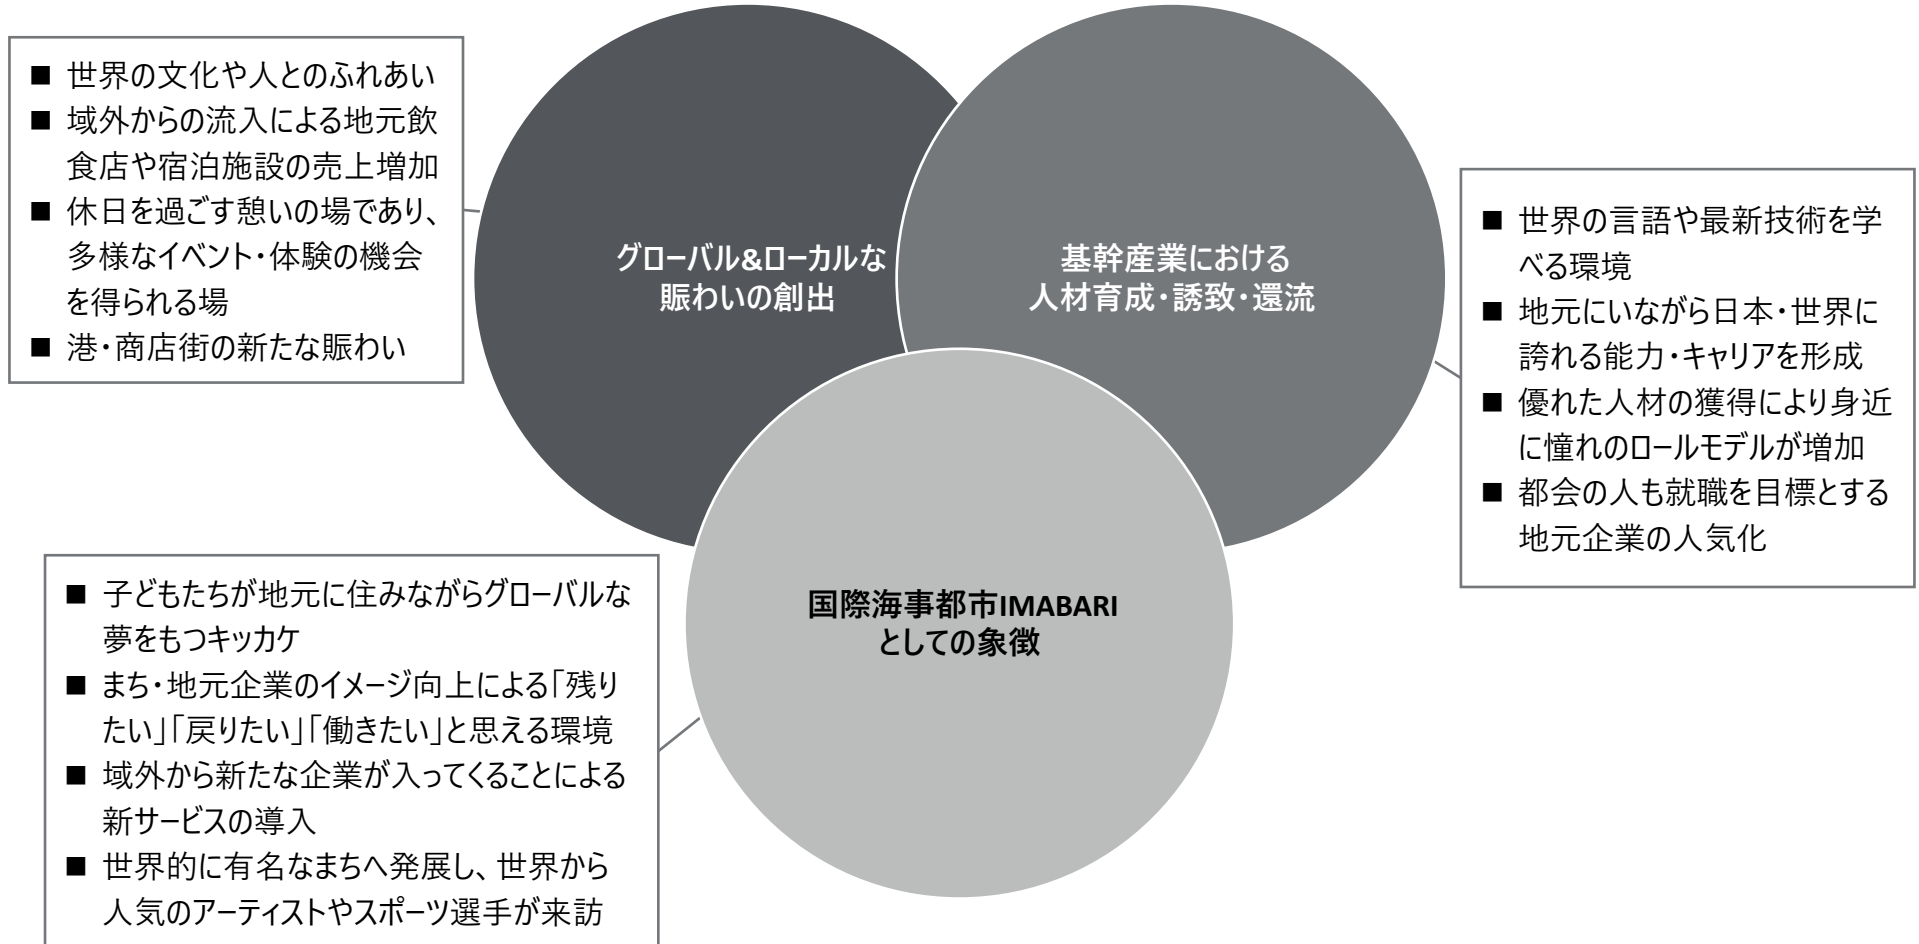 ■ 世界の文化や人とのふれあい
■ 域外からの流入による地元飲
食店や宿泊施設の売上増加
■ 休日を過ごす憩いの場であり、
多様なイベント・体験の機会
を得られる場
■ 港・商店街の新たな賑わい
グローバル&ローカルな
賑わいの創出
基幹産業における
人材育成・誘致・還流
■ 世界の言語や最新技術を学
べる環境
■ 地元にいながら日本・世界に
誇れる能力・キャリアを形成
■ 優れた人材の獲得により身近
に憧れのロールモデルが増加
■ 都会の人も就職を目標とする
地元企業の人気化
■ 子どもたちが地元に住みながらグローバルな
夢をもつキッカケ
■ まち・地元企業のイメージ向上による「残り
たい」「戻りたい」「働きたい」と思える環境
■ 域外から新たな企業が入ってくることによる
新サービスの導入
■ 世界的に有名なまちへ発展し、世界から
人気のアーティストやスポーツ選手が来訪
国際海事都市IMABARI
としての象徴